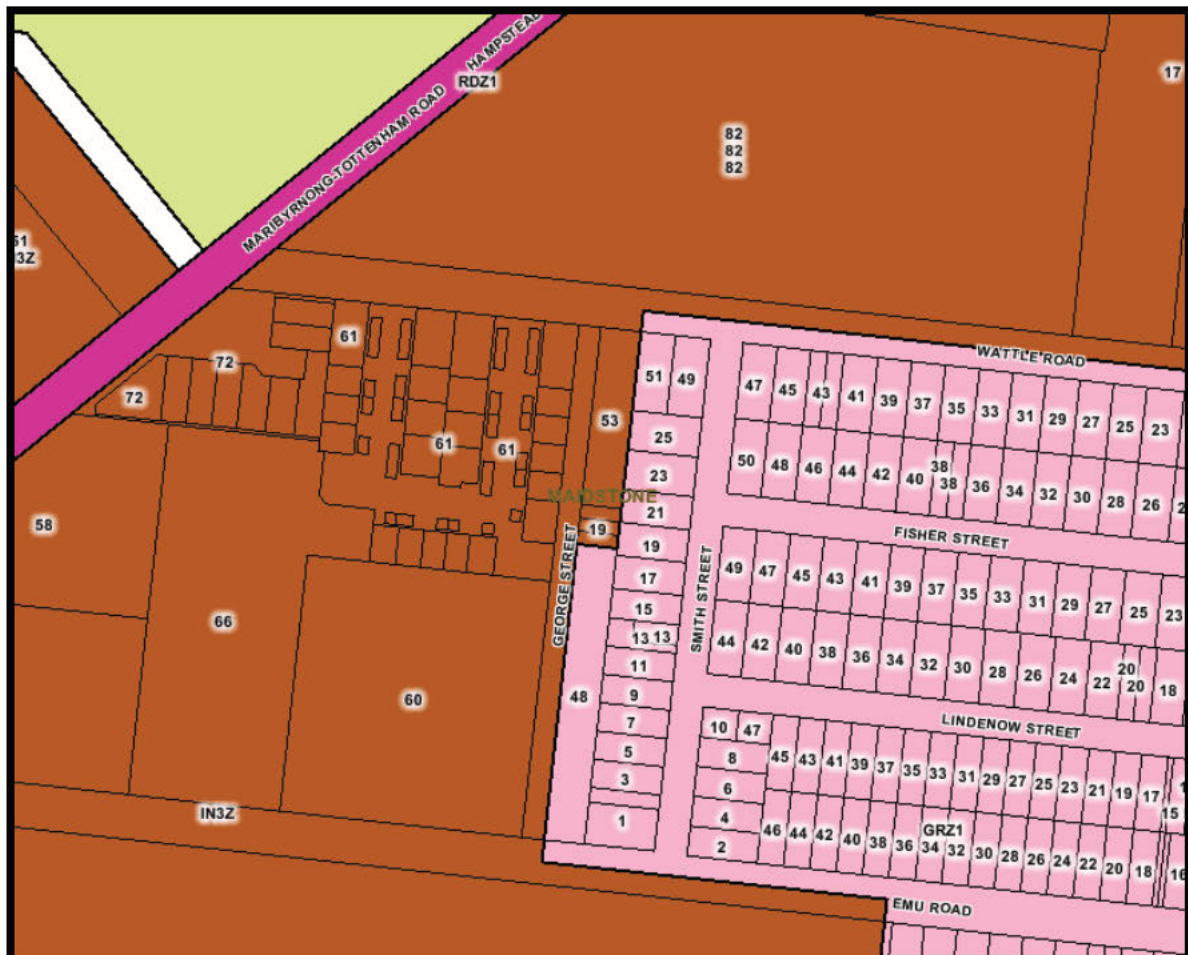 HAMPSTEAD
RDZ1
MARIBYRNONG-TOTTENHAM ROAD
17
82
82
82
51
3Z
61
72
72
61
61
53
51
49
WATTLE ROAD
47 45 43 41 39 37 35 33 31 29 27 25 23
25
23
21
19
50 48 46 44 42 40 38 38 36 34 32 30 28 26 2
MAIDSTONE
19
58
FISHER STREET
GEORGE STREET
SMITH STREET
49 47 45 43 41 39 37 35 33 31 29 27 25 23
17
15
13 13
11
9
7
5
3
1
66
60
48
44 42 40 38 36 34 32 30 28 26 24 22 20 20 18
LINDENOW STREET
10 47
8
6
4
2
45 43 41 39 37 35 33 31 29 27 25 23 21 19 17
15
IN3Z
GRZ1
46 44 42 40 38 36 34 32 30 28 26 24 22 20 18 16
EMU ROAD